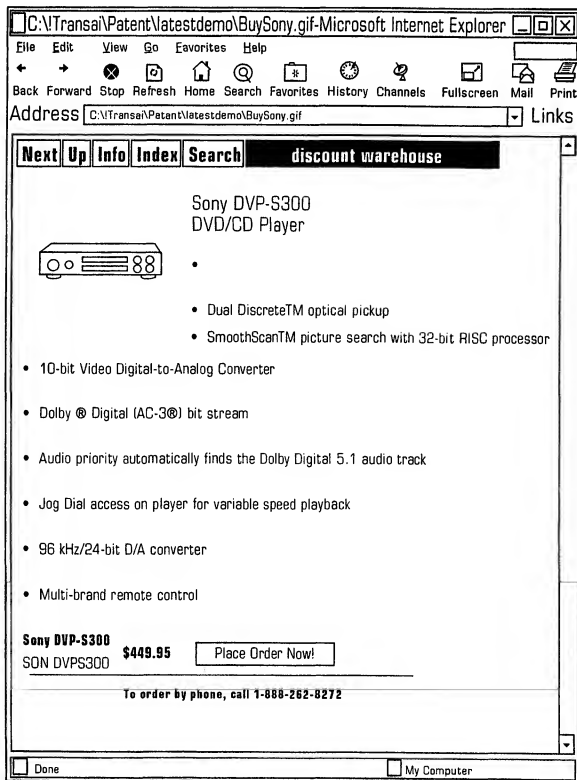 C:\!Transai\Patent\latestdemo\BuySony.gif-Microsoft Internet Explorer
File Edit View Go Favorites Help
Back Forward Stop Refresh Home Search Favorites History Channels Fullscreen Mail Print
Address C:\!Transai\Patent\latestdemo\BuySony.gif Links
Next Up Info Index Search discount warehouse
Sony DVP-S300
DVD/CD Player
•
• Dual DiscreteTM optical pickup
• SmoothScanTM picture search with 32-bit RISC processor
• 10-bit Video Digital-to-Analog Converter
• Dolby ® Digital (AC-3®) bit stream
• Audio priority automatically finds the Dolby Digital 5.1 audio track
• Jog Dial access on player for variable speed playback
• 96 kHz/24-bit D/A converter
• Multi-brand remote control
Sony DVP-S300
SON DVPS300 $449.95 Place Order Now!
To order by phone, call 1-888-262-8272
Done My Computer